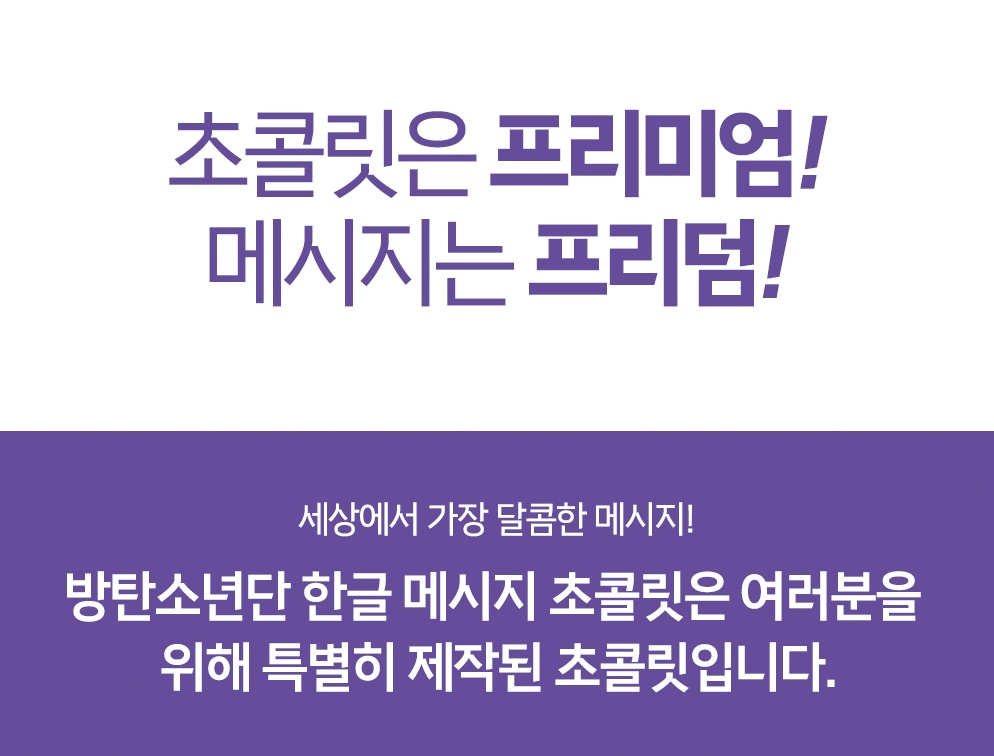 초콜릿은 프리미엄!
메시지는 프리덤!
세상에서 가장 달콤한 메시지!
방탄소년단 한글 메시지 초콜릿은 여러분을
위해 특별히 제작된 초콜릿입니다.